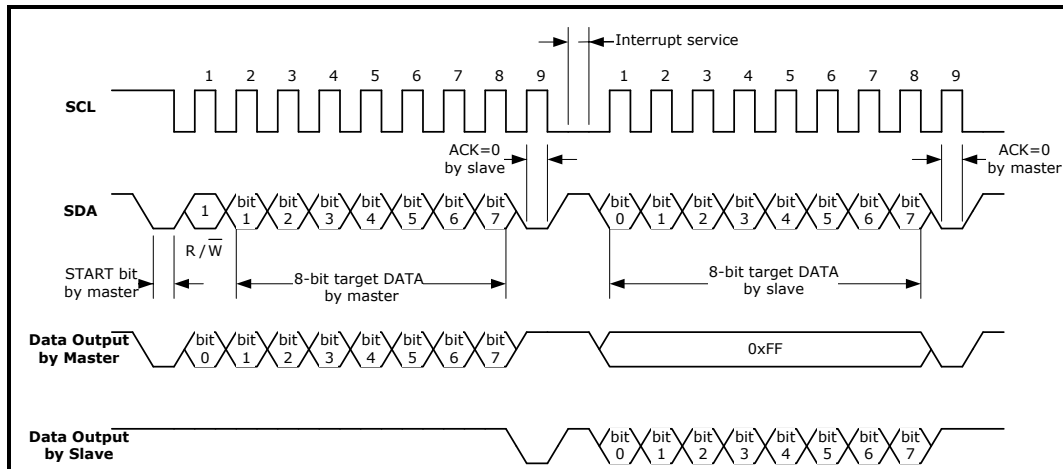 Interrupt service
1 2 3 4 5 6 7 8 9 1 2 3 4 5 6 7 8 9
SCL
ACK=0
by slave
ACK=0
by master
SDA
1 bit 1 bit 2 bit 3 bit 4 bit 5 bit 6 bit 7 bit 0 bit 1 bit 2 bit 3 bit 4 bit 5 bit 6 bit 7
R / W̅
START bit
by master
8-bit target DATA
by master
8-bit target DATA
by slave
Data Output
by Master
bit 0 bit 1 bit 2 bit 3 bit 4 bit 5 bit 6 bit 7 0xFF
Data Output
by Slave
bit 0 bit 1 bit 2 bit 3 bit 4 bit 5 bit 6 bit 7